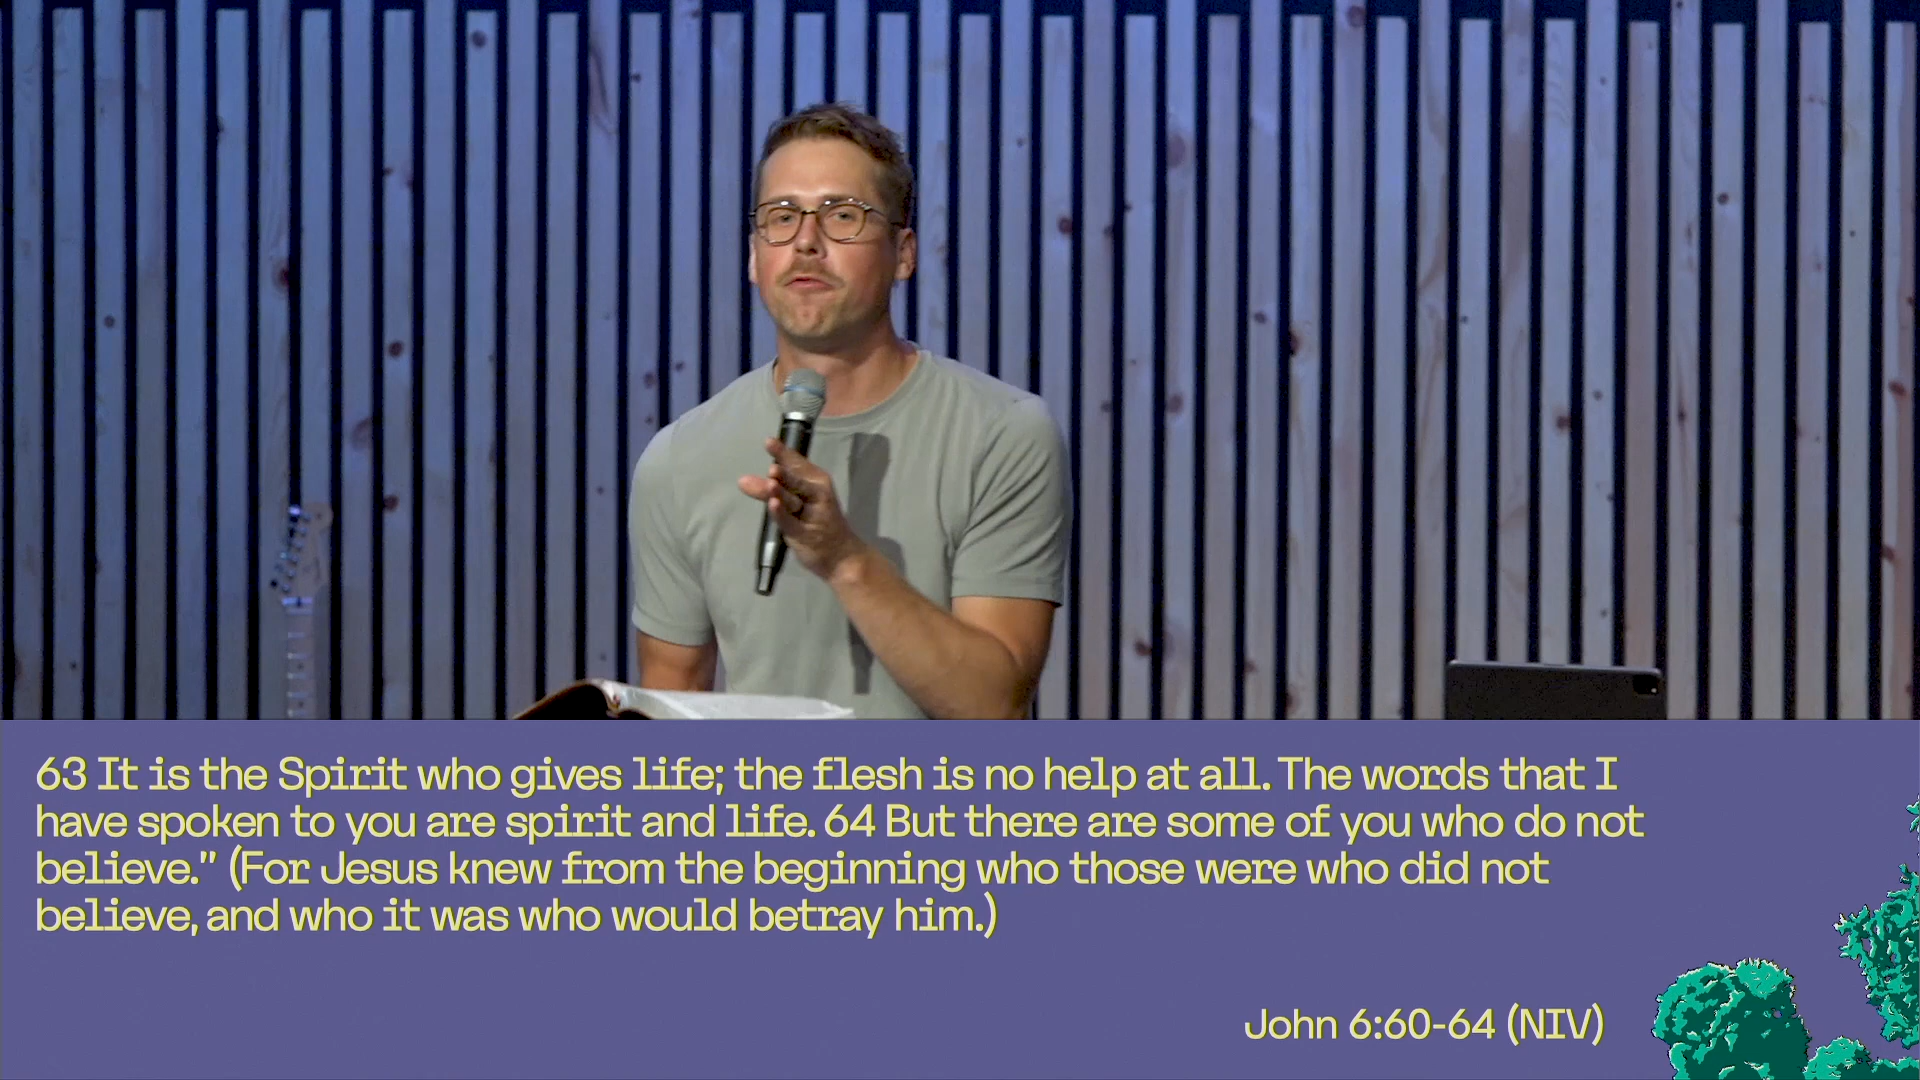 63 It is the Spirit who gives life; the flesh is no help at all. The words that I
have spoken to you are spirit and life. 64 But there are some of you who do not
believe.” (For Jesus knew from the beginning who those were who did not
believe, and who it was who would betray him.)
John 6:60-64 (NIV)